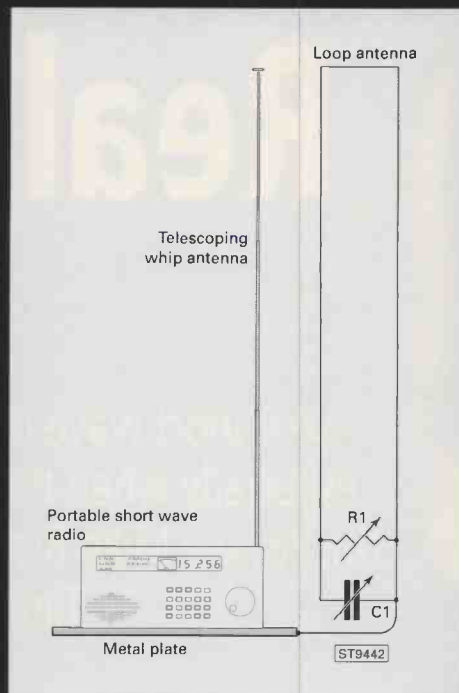 Loop antenna
Telescoping
whip antenna
Portable short wave
radio
15 256
R1
C1
Metal plate
ST9442